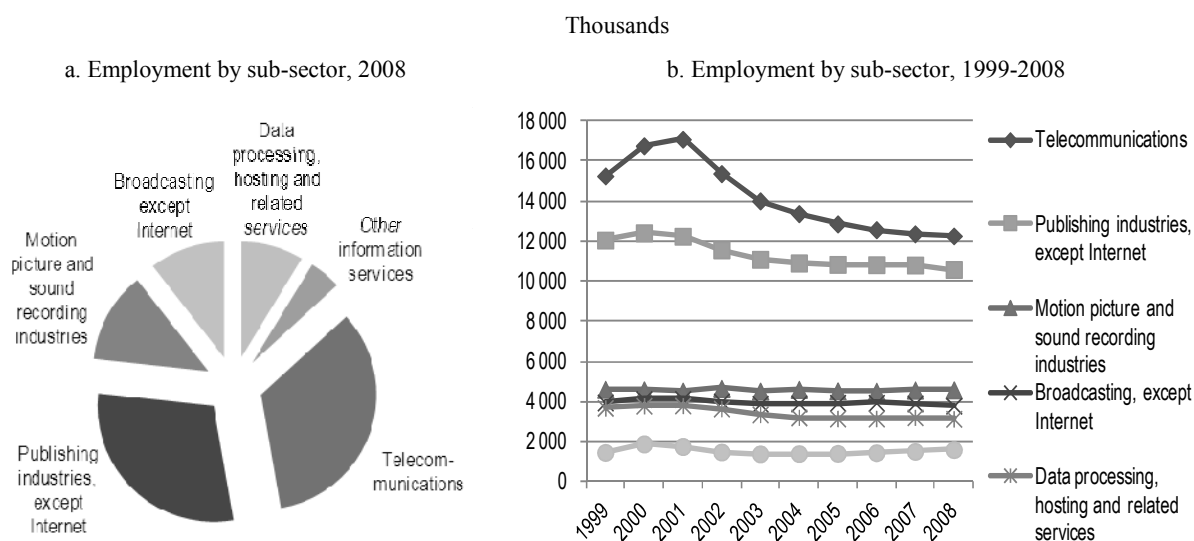 Thousands
a. Employment by sub-sector, 2008
Data
processing,
hosting and
related
services
Broadcasting
except
Internet
Other
information
services
Motion
picture and
sound
recording
industries
Publishing
industries,
except
Internet
Telecom-
munications
b. Employment by sub-sector, 1999-2008
18 000
16 000
14 000
12 000
10 000
8 000
6 000
4 000
2 000
0
1999
2000
2001
2002
2003
2004
2005
2006
2007
2008
Telecommunications
Publishing industries,
except Internet
Motion picture and
sound recording
industries
Broadcasting, except
Internet
Data processing,
hosting and related
services